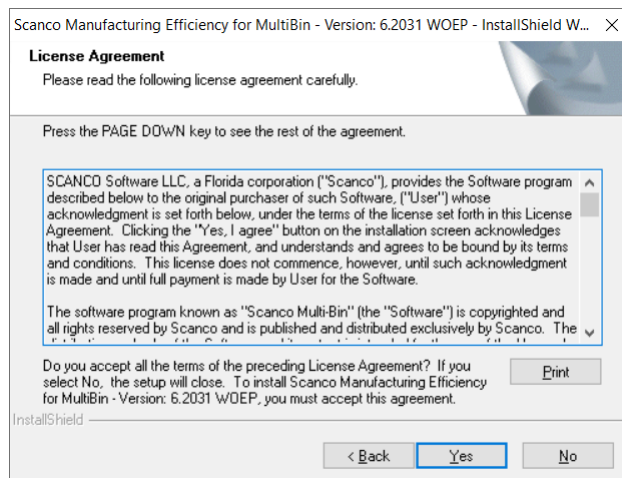 Scanco Manufacturing Efficiency for MultiBin - Version: 6.2031 WOEP - InstallShield W...
License Agreement
Please read the following license agreement carefully.
Press the PAGE DOWN key to see the rest of the agreement.
SCANCO Software LLC, a Florida corporation ("Scanco"), provides the Software program
described below to the original purchaser of such Software, ("User") whose
acknowledgment is set forth below, under the terms of the license set forth in this License
Agreement.  Clicking the "Yes, I agree" button on the installation screen acknowledges
that User has read this Agreement, and understands and agrees to be bound by its terms
and conditions.  This license does not commence, however, until such acknowledgment
is made and until full payment is made by User for the Software.
The software program known as "Scanco Multi-Bin" (the "Software") is copyrighted and
all rights reserved by Scanco and is published and distributed exclusively by Scanco.  The
Do you accept all the terms of the preceding License Agreement?  If you
select No,  the setup will close.  To install Scanco Manufacturing Efficiency
for MultiBin - Version: 6.2031 WOEP, you must accept this agreement.
Print
InstallShield
< Back
Yes
No